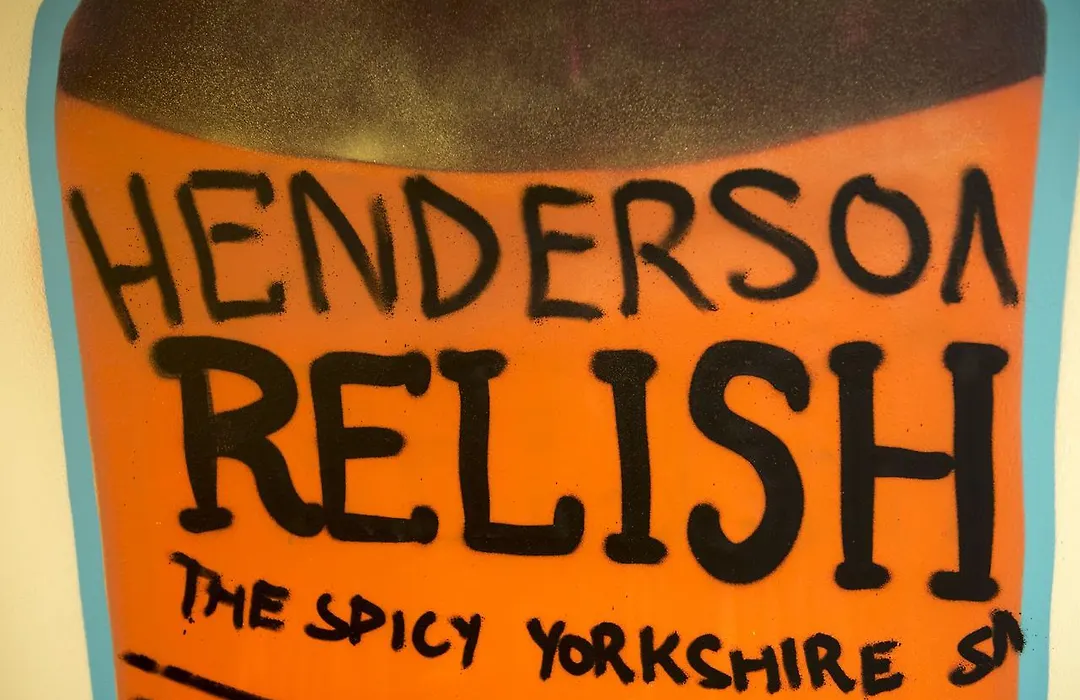 HENDERSON
RELISH
THE SPICY YORKSHIRE